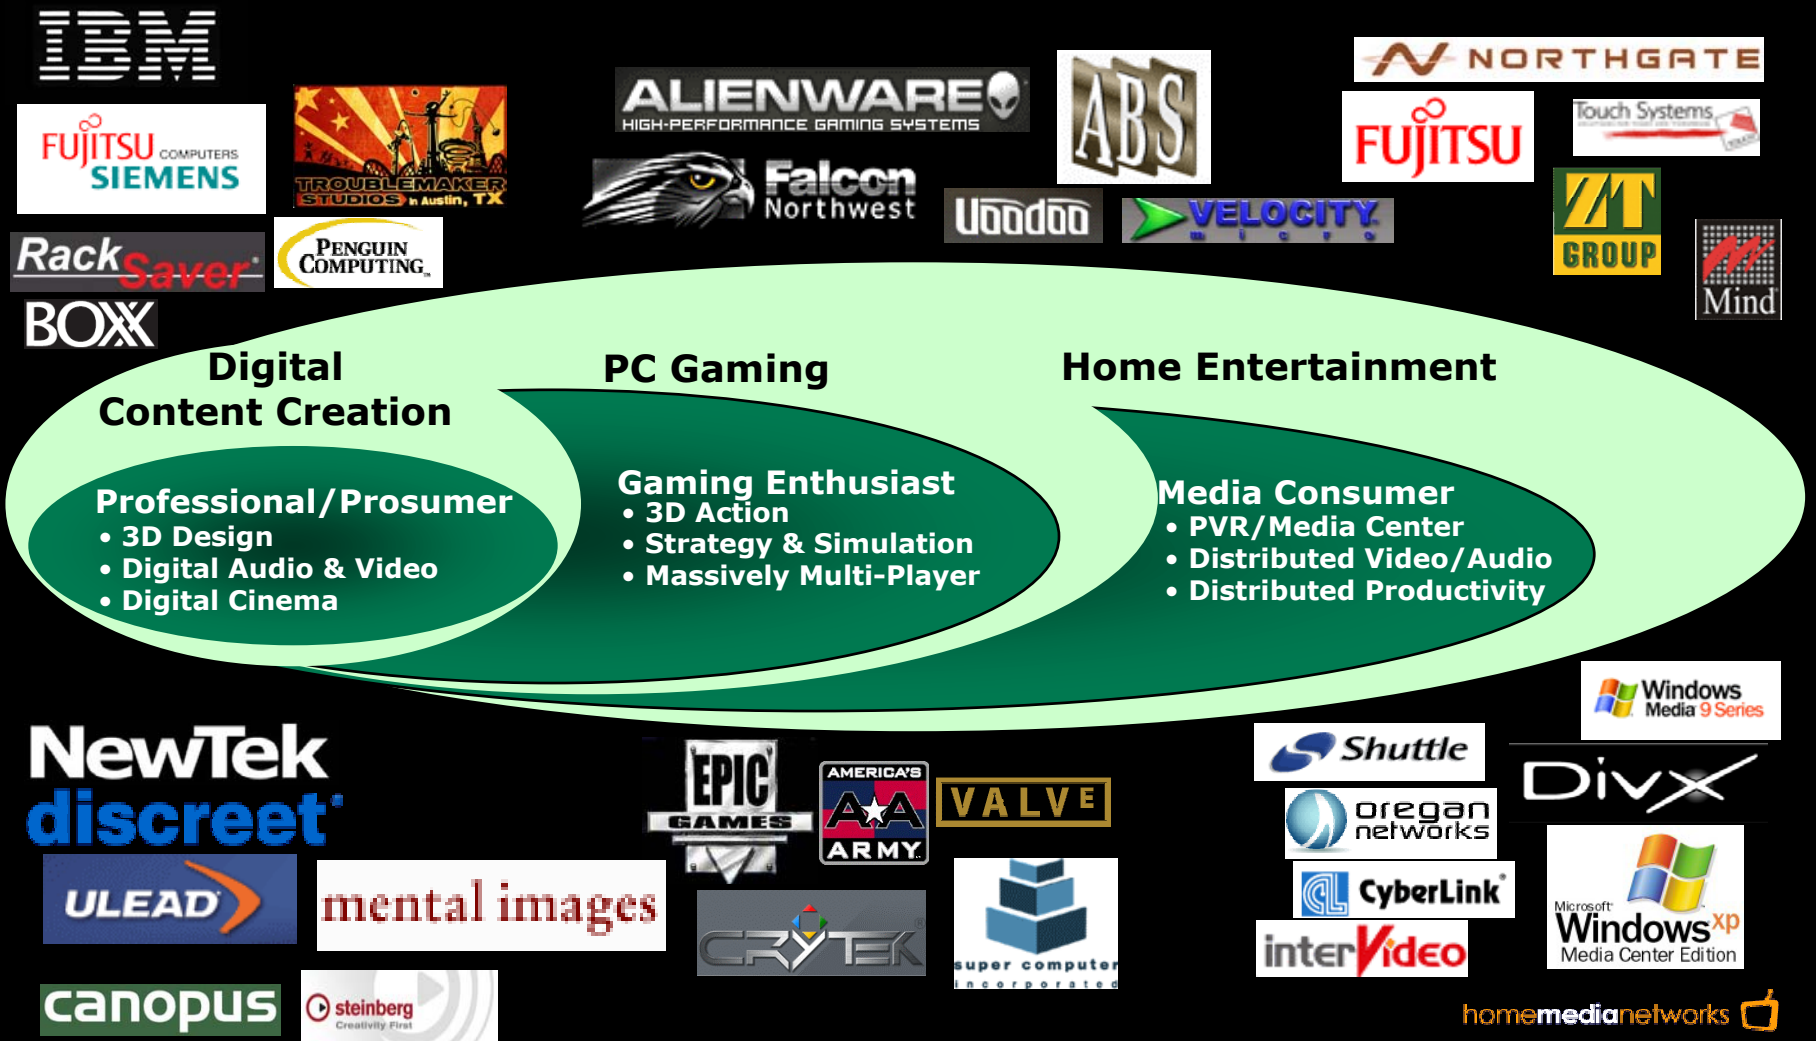 IBM
FUJITSU COMPUTERS
SIEMENS
TROUBLEMAKER
STUDIOS in Austin, TX
RackSaver
PENGUIN
COMPUTING
BOXX
ALIENWARE
HIGH-PERFORMANCE GAMING SYSTEMS
Falcon
Northwest
ABS
VOODOO
VELOCITY
micro
NORTHGATE
FUJITSU
Touch Systems
ZT
GROUP
Mind
Digital
Content Creation
Professional/Prosumer
• 3D Design
• Digital Audio & Video
• Digital Cinema
PC Gaming
Gaming Enthusiast
• 3D Action
• Strategy & Simulation
• Massively Multi-Player
Home Entertainment
Media Consumer
• PVR/Media Center
• Distributed Video/Audio
• Distributed Productivity
NewTek
discreet
ULEAD
mental images
canopus
steinberg
Creativity First
EPIC
GAMES
AMERICA'S
AA
ARMY
VALVE
CRYTEK
super computer
incorporated
Windows
Media 9 Series
Shuttle
DivX
oregan
networks
CyberLink
interVideo
Microsoft
Windows xp
Media Center Edition
homemedianetworks